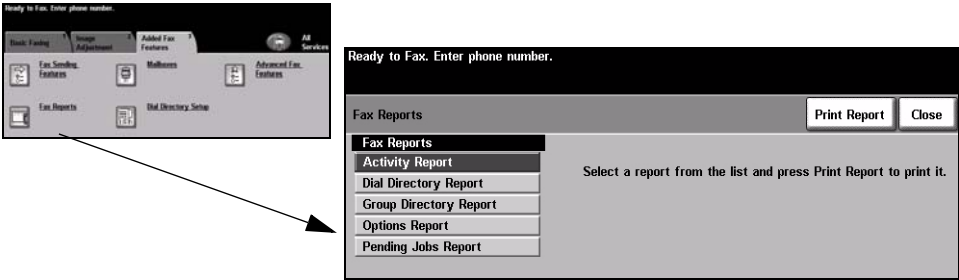 Ready to Fax. Enter phone number.
Basic Faxing
Image Adjustment
Added Fax Features
All Services
Fax Sending Features
Mailboxes
Advanced Fax Features
Fax Reports
Dial Directory Setup
Ready to Fax. Enter phone number.
Fax Reports
Print Report
Close
Fax Reports
Activity Report
Dial Directory Report
Group Directory Report
Options Report
Pending Jobs Report
Select a report from the list and press Print Report to print it.